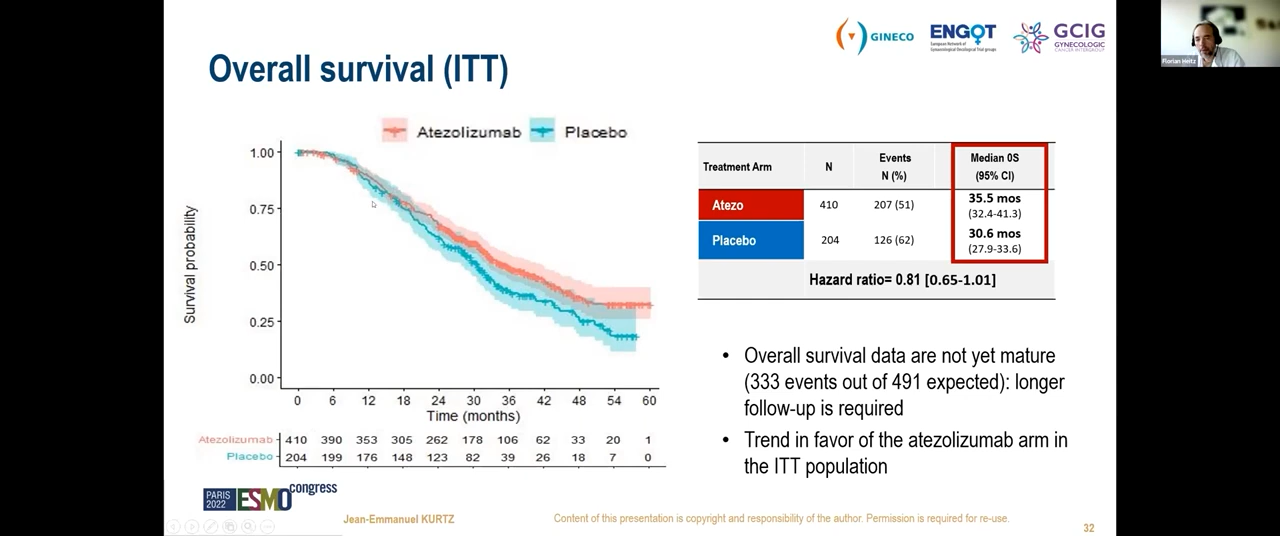 GINECO
ENGOT
European Network of
Gynaecological Oncological Trial groups
GCIG
GYNECOLOGIC
CANCER INTERGROUP
Florian Heitz
Overall survival (ITT)
Atezolizumab Placebo
Survival probability
1.00
0.75
0.50
0.25
0.00
0 6 12 18 24 30 36 42 48 54 60
Time (months)
Atezolizumab 410 390 353 305 262 178 106 62 33 20 1
Placebo 204 199 176 148 123 82 39 26 18 7 0
Treatment Arm N Events N (%) Median 0S (95% CI)
Atezo 410 207 (51) 35.5 mos (32.4-41.3)
Placebo 204 126 (62) 30.6 mos (27.9-33.6)
Hazard ratio= 0.81 [0.65-1.01]
• Overall survival data are not yet mature
(333 events out of 491 expected): longer
follow-up is required
• Trend in favor of the atezolizumab arm in
the ITT population
PARIS
2022
ESMO congress
Jean-Emmanuel KURTZ
Content of this presentation is copyright and responsibility of the author. Permission is required for re-use.
32